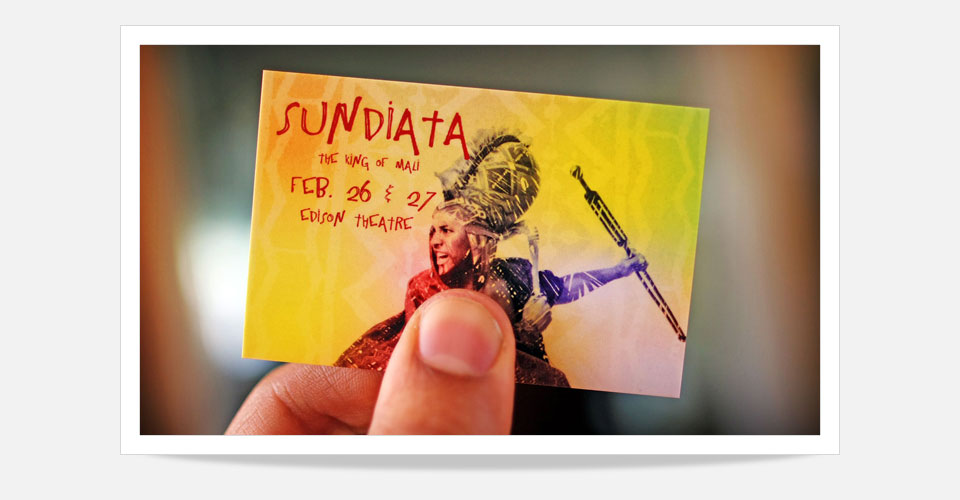 SUNDIATA
THE KING OF MALI
FEB. 26 & 27
EDISON THEATRE